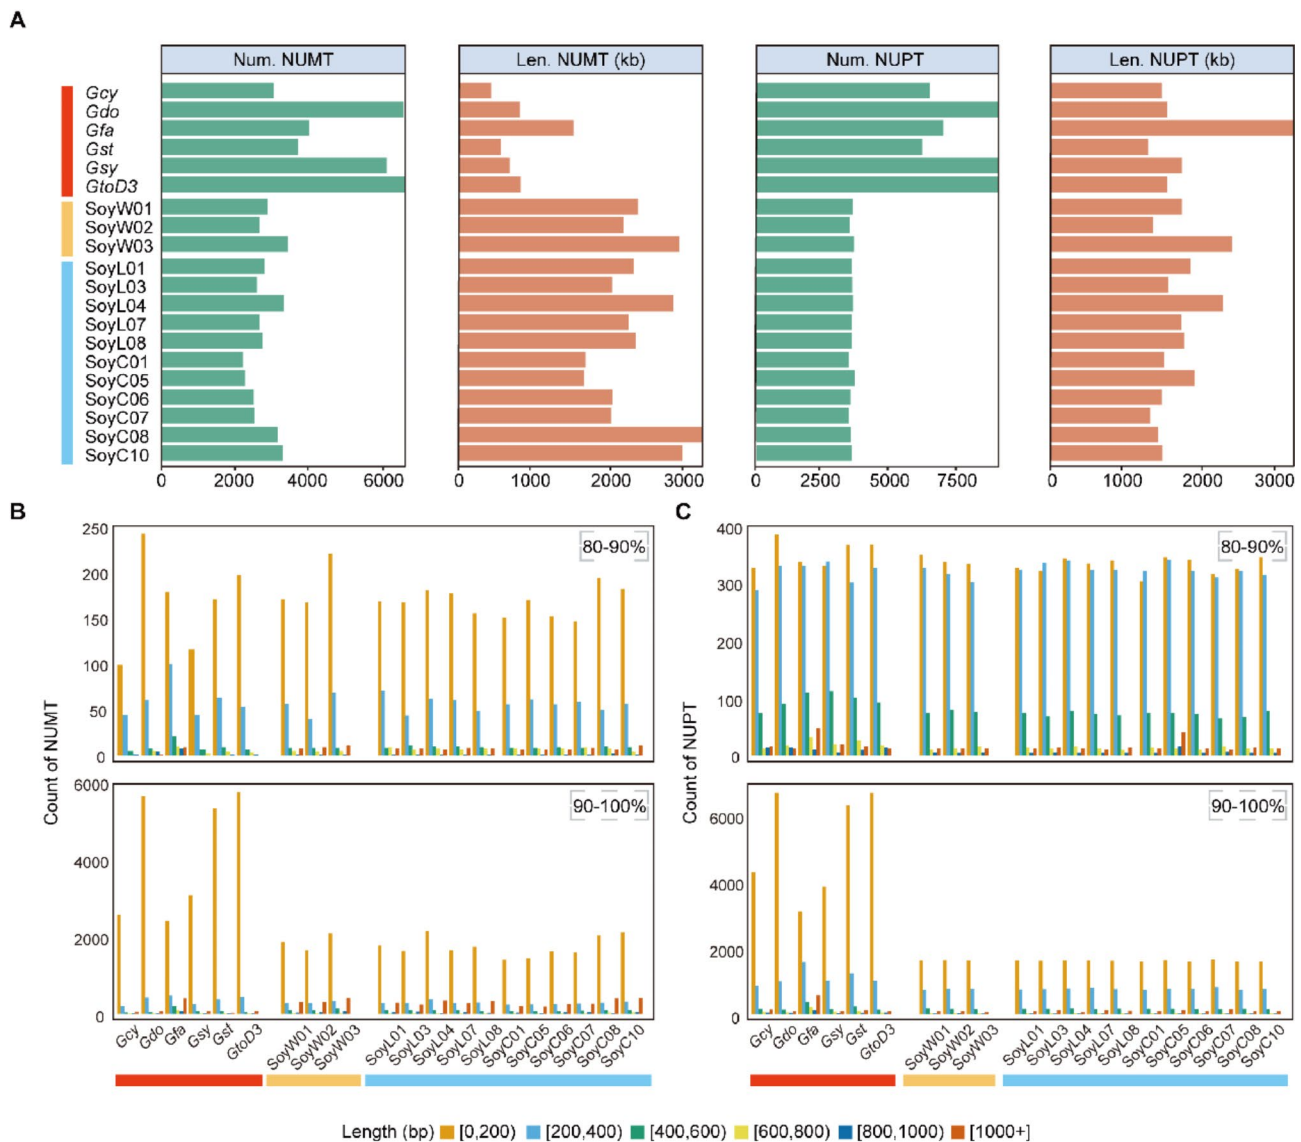 A
Num. NUMT
Len. NUMT (kb)
Num. NUPT
Len. NUPT (kb)
Gcy
Gdo
Gfa
Gst
Gsy
GtoD3
SoyW01
SoyW02
SoyW03
SoyL01
SoyL03
SoyL04
SoyL07
SoyL08
SoyC01
SoyC05
SoyC06
SoyC07
SoyC08
SoyC10
0 2000 4000 6000
0 1000 2000 3000
0 2500 5000 7500
0 1000 2000 3000
B
Count of NUMT
250
200
150
100
50
0
80-90%
6000
4000
2000
0
90-100%
Gcy Gdo Gfa Gsy Gst GtoD3 SoyW01 SoyW02 SoyW03 SoyL01 SoyL03 SoyL04 SoyL07 SoyL08 SoyC01 SoyC05 SoyC06 SoyC07 SoyC08 SoyC10
C
Count of NUPT
400
300
200
100
0
80-90%
6000
4000
2000
0
90-100%
Gcy Gdo Gfa Gsy Gst GtoD3 SoyW01 SoyW02 SoyW03 SoyL01 SoyL03 SoyL04 SoyL07 SoyL08 SoyC01 SoyC05 SoyC06 SoyC07 SoyC08 SoyC10
Length (bp) [0,200) [200,400) [400,600) [600,800) [800,1000) [1000+]